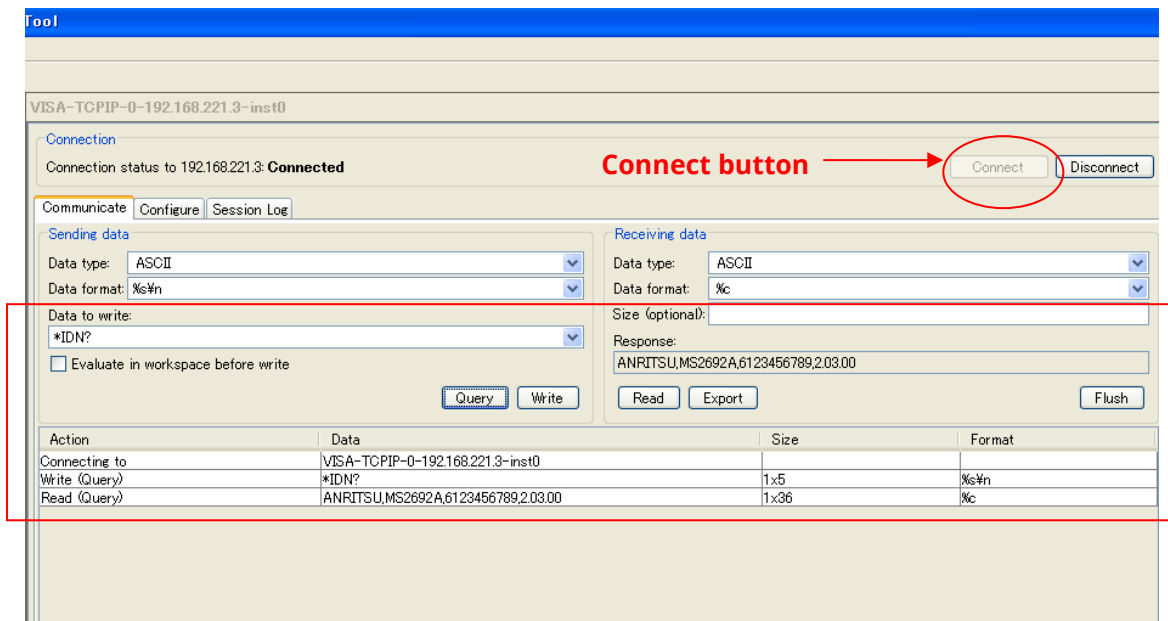 Tool
VISA-TCPIP-0-192.168.221.3-inst0
Connection
Connection status to 192.168.221.3: Connected
Connect button
Connect
Disconnect
Communicate Configure Session Log
Sending data
Data type: ASCII
Data format: %s¥n
Data to write:
*IDN?
Evaluate in workspace before write
Query Write
Receiving data
Data type: ASCII
Data format: %c
Size (optional):
Response:
ANRITSU,MS2692A,6123456789,2.03.00
Read Export Flush
Action Data Size Format
Connecting to VISA-TCPIP-0-192.168.221.3-inst0
Write (Query) *IDN? 1x5 %s¥n
Read (Query) ANRITSU,MS2692A,6123456789,2.03.00 1x36 %c